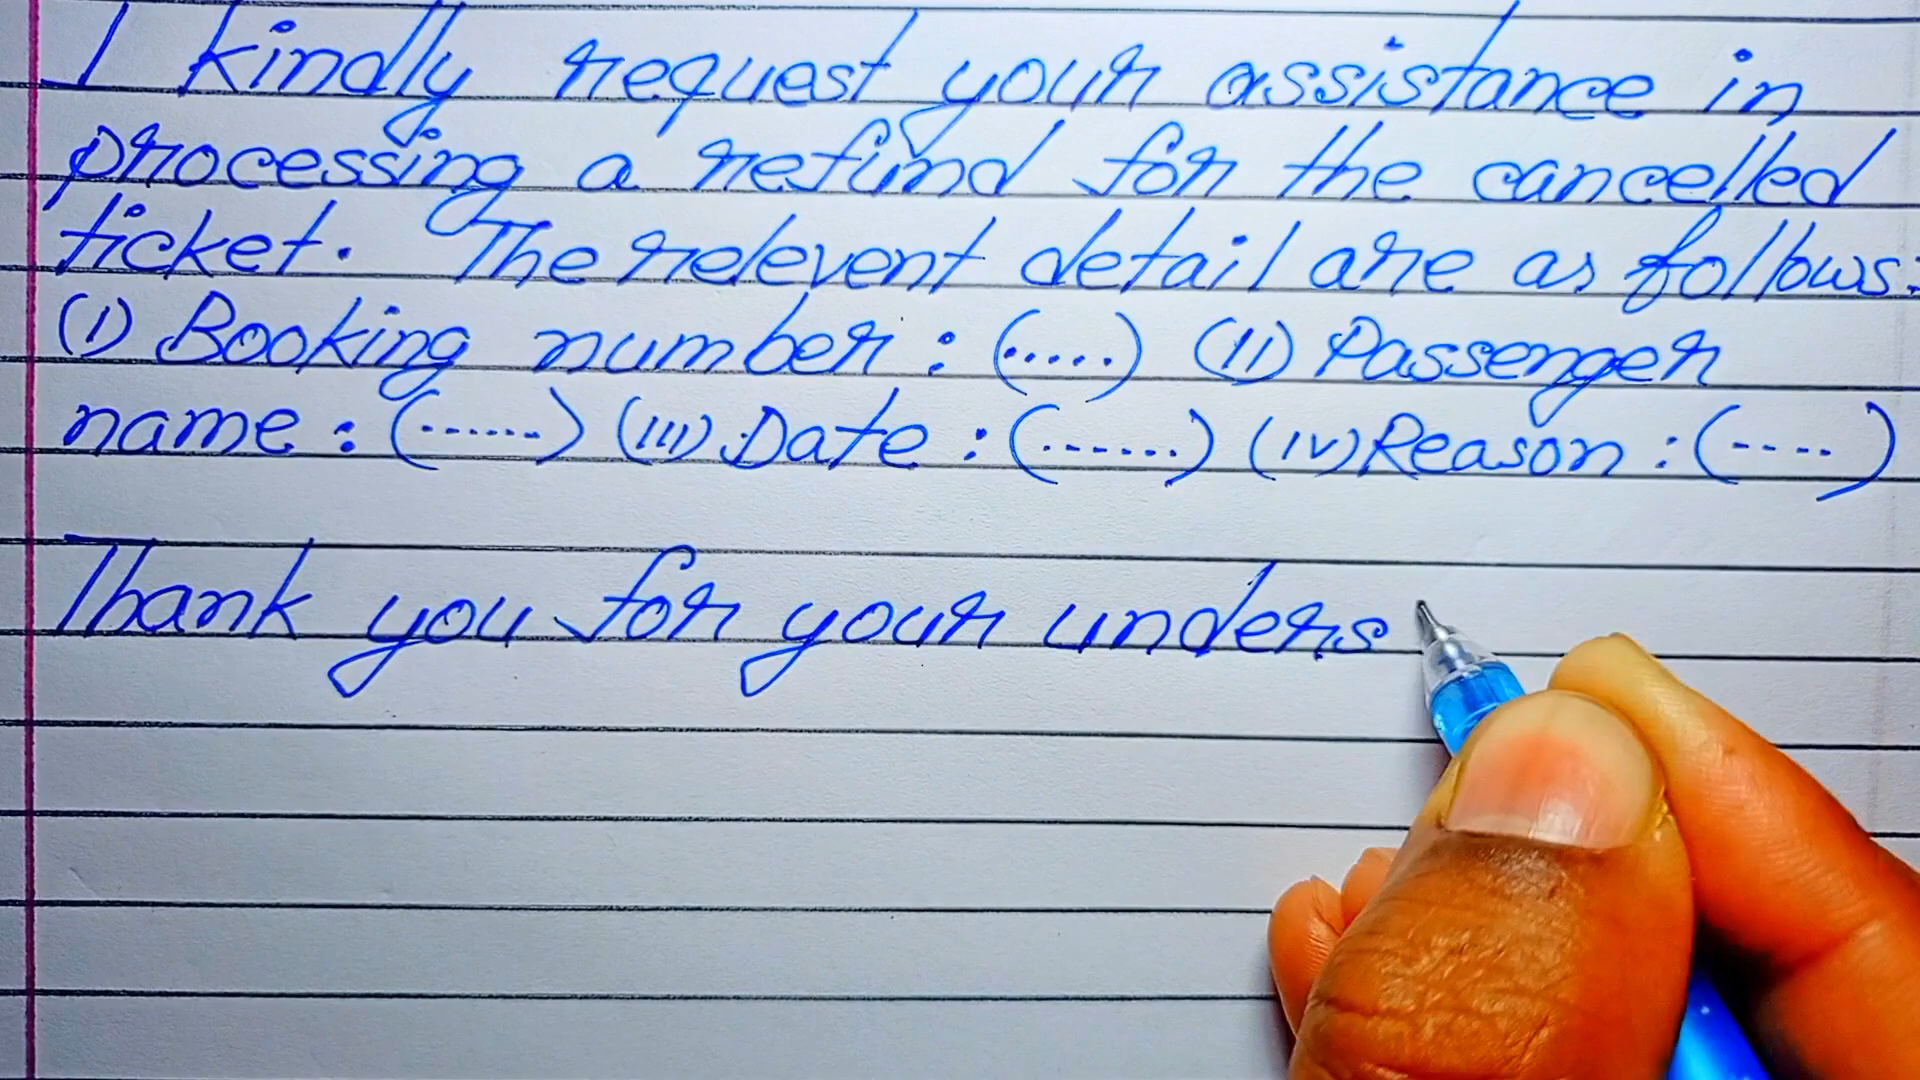 I kindly request your assistance in
processing a refund for the cancelled
ticket. The relevent detail are as follows:
(I) Booking number : (.....) (II) Passenger
name : (......) (III) Date : (......) (IV) Reason : (....)
Thank you for your unders